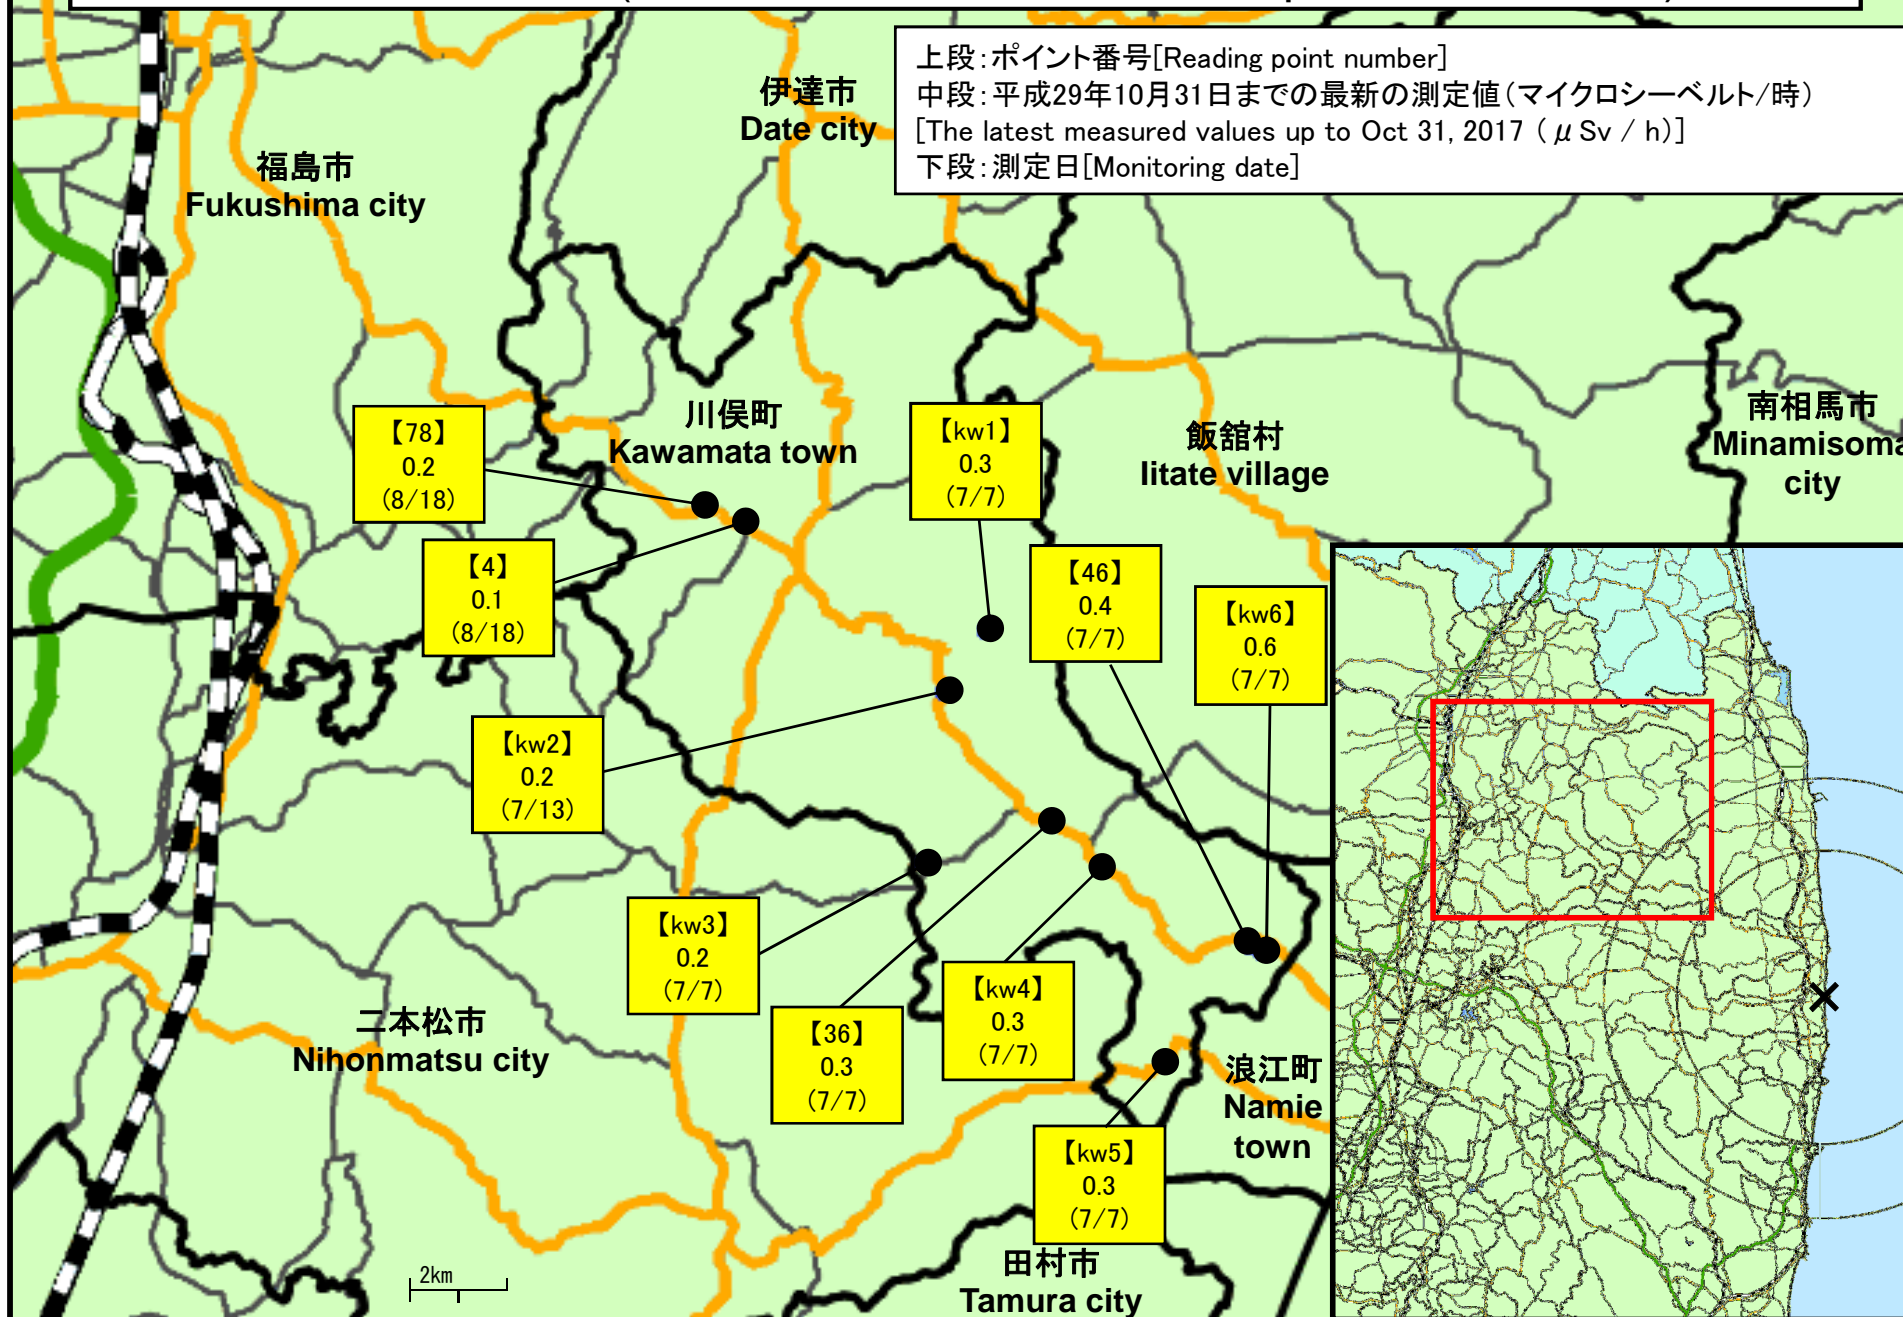 上段：ポイント番号[Reading point number]
中段：平成29年10月31日までの最新の測定値（マイクロシーベルト/時）
[The latest measured values up to Oct 31, 2017 （ μ Sv / h）]
下段：測定日[Monitoring date]
伊達市
Date city
福島市
Fukushima city
川俣町
Kawamata town
飯舘村
Iitate village
南相馬市
Minamisoma
city
【78】
0.2
(8/18)
【kw1】
0.3
(7/7)
【4】
0.1
(8/18)
【46】
0.4
(7/7)
【kw6】
0.6
(7/7)
【kw2】
0.2
(7/13)
【kw3】
0.2
(7/7)
【36】
0.3
(7/7)
【kw4】
0.3
(7/7)
二本松市
Nihonmatsu city
浪江町
Namie
town
【kw5】
0.3
(7/7)
田村市
Tamura city
2km